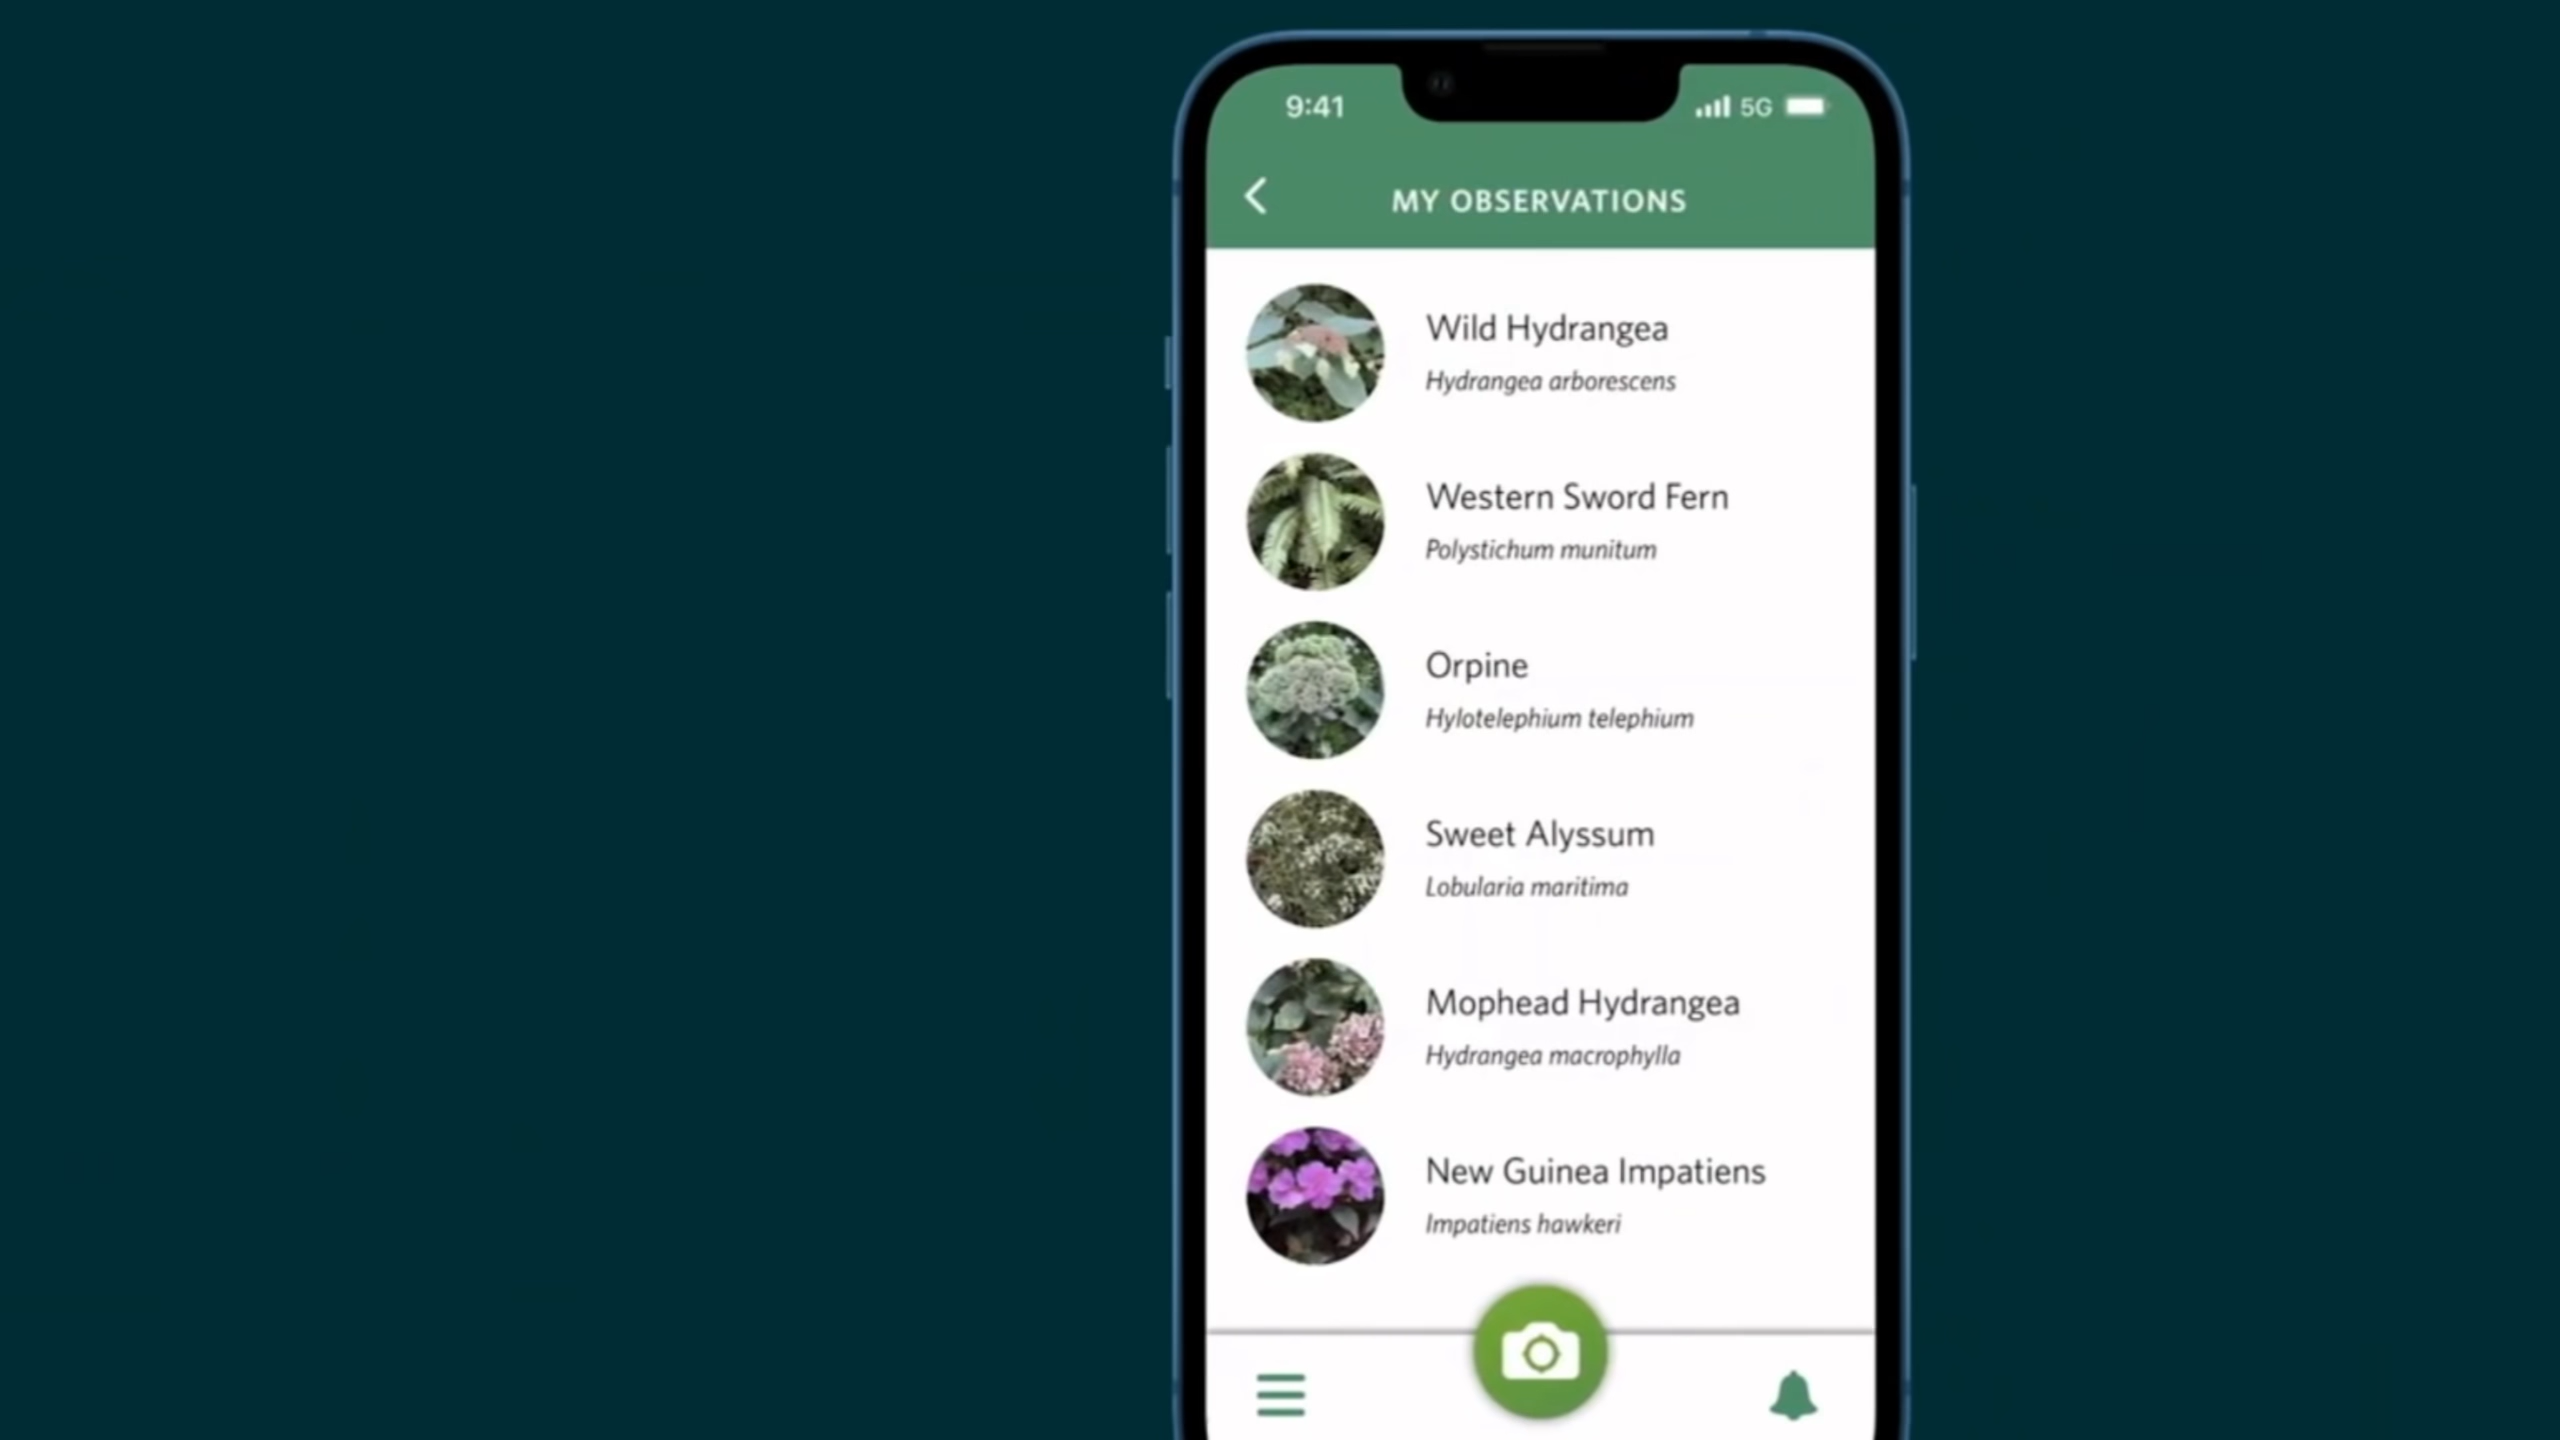 9:41 5G
MY OBSERVATIONS
Wild Hydrangea
Hydrangea arborescens
Western Sword Fern
Polystichum munitum
Orpine
Hylotelephium telephium
Sweet Alyssum
Lobularia maritima
Mophead Hydrangea
Hydrangea macrophylla
New Guinea Impatiens
Impatiens hawkeri